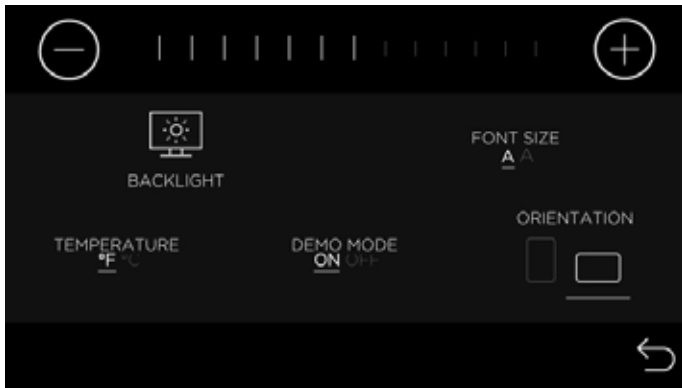 FONT SIZE
A A
BACKLIGHT
ORIENTATION
TEMPERATURE
°F °C
DEMO MODE
ON OFF